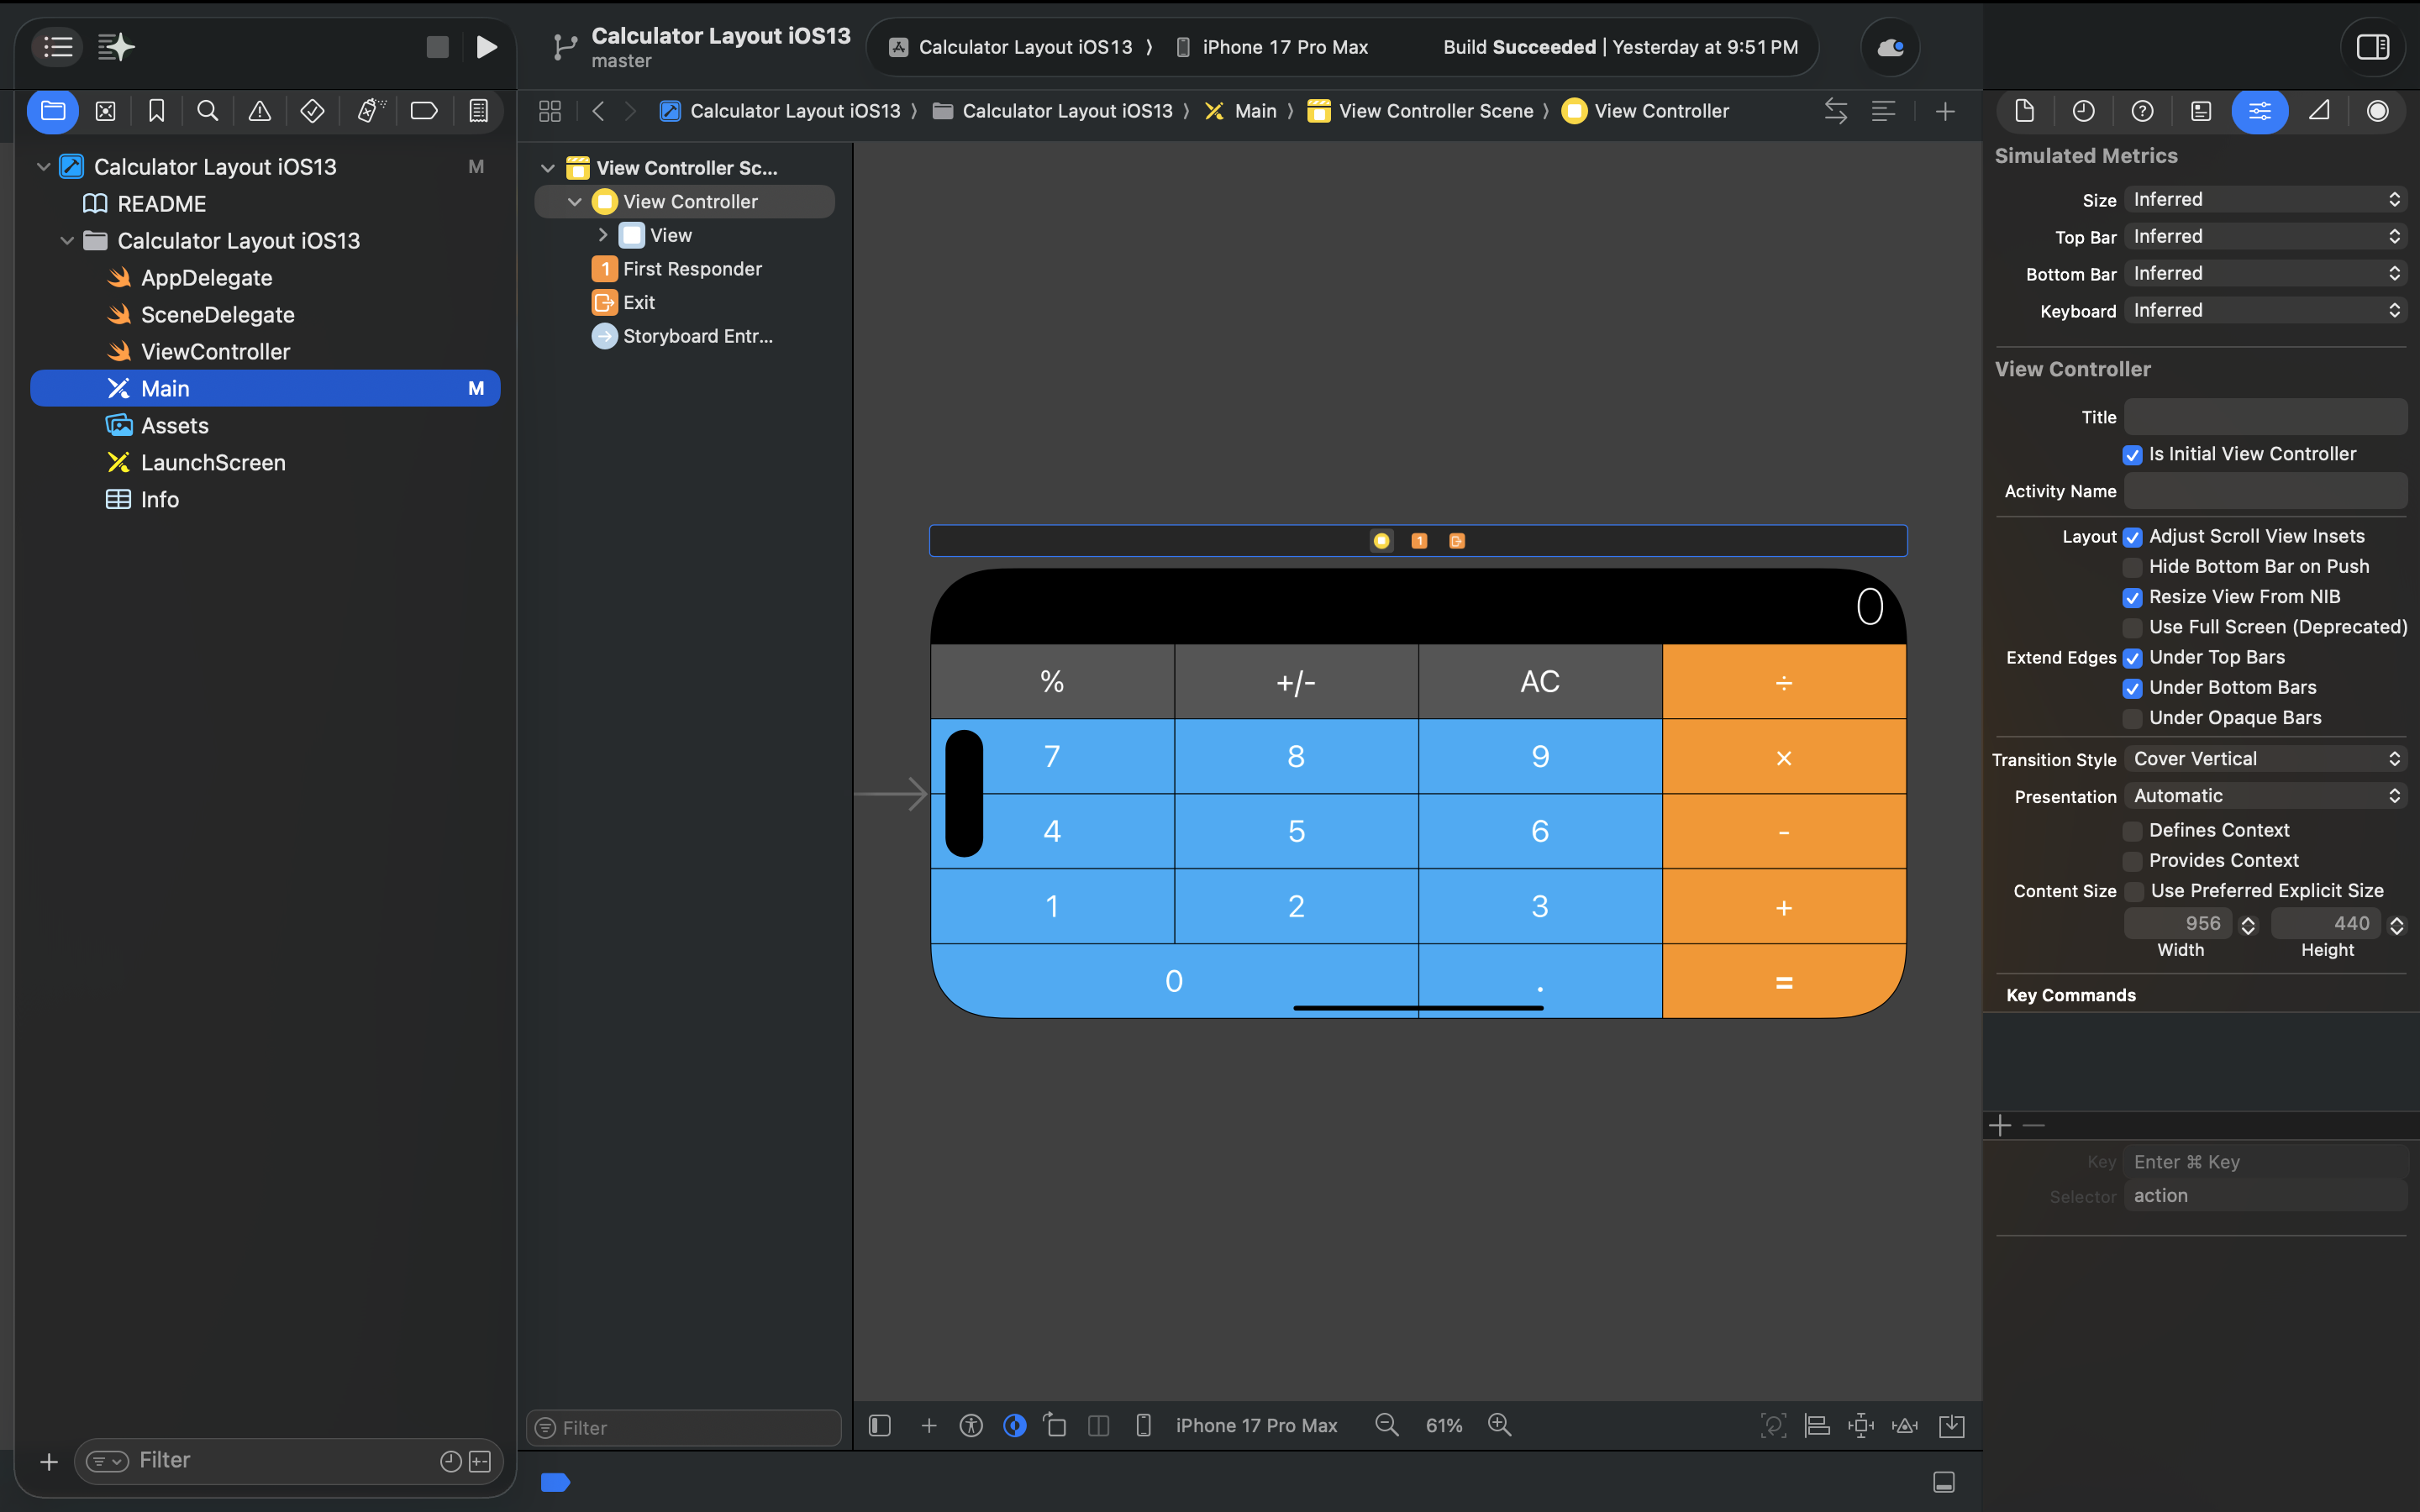 Calculator Layout iOS13
master
Calculator Layout iOS13 〉 iPhone 17 Pro Max
Build Succeeded | Yesterday at 9:51 PM
Calculator Layout iOS13 〉 Calculator Layout iOS13 〉 Main 〉 View Controller Scene 〉 View Controller
Calculator Layout iOS13 M
README
Calculator Layout iOS13
AppDelegate
SceneDelegate
ViewController
Main M
Assets
LaunchScreen
Info
Filter
View Controller Sc...
View Controller
View
1 First Responder
Exit
Storyboard Entr...
Filter
1
0
% +/- AC ÷
7 8 9 ×
4 5 6 -
1 2 3 +
0 . =
iPhone 17 Pro Max 61%
Simulated Metrics
Size Inferred
Top Bar Inferred
Bottom Bar Inferred
Keyboard Inferred
View Controller
Title
Is Initial View Controller
Activity Name
Layout Adjust Scroll View Insets
Hide Bottom Bar on Push
Resize View From NIB
Use Full Screen (Deprecated)
Extend Edges Under Top Bars
Under Bottom Bars
Under Opaque Bars
Transition Style Cover Vertical
Presentation Automatic
Defines Context
Provides Context
Content Size Use Preferred Explicit Size
956 440
Width Height
Key Commands
Key Enter ⌘ Key
Selector action